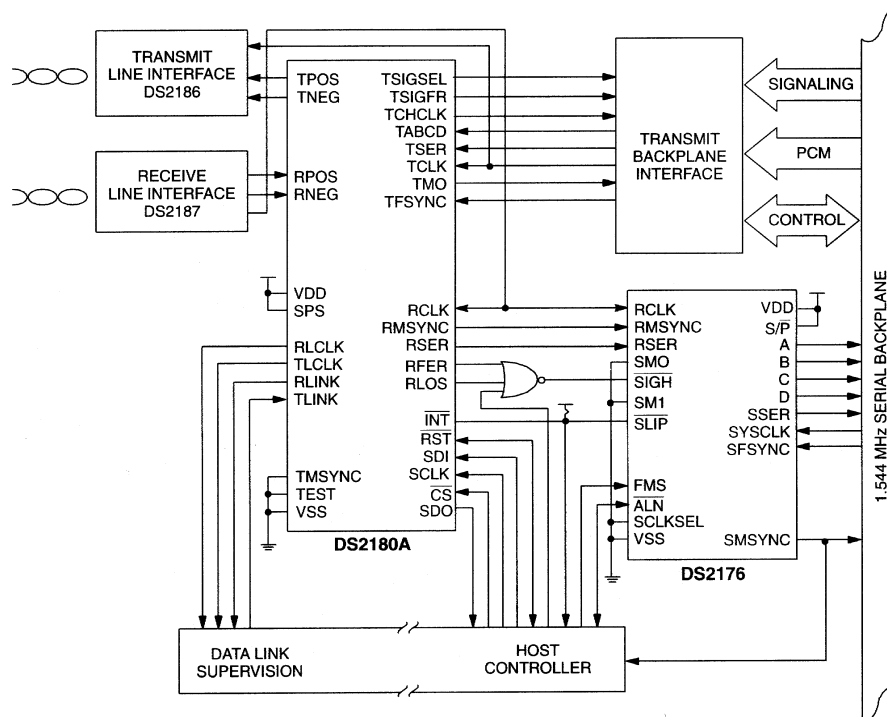 TRANSMIT
LINE INTERFACE
DS2186
RECEIVE
LINE INTERFACE
DS2187
TPOS
TNEG
RPOS
RNEG
VDD
SPS
RLCLK
TLCLK
RLINK
TLINK
TMSYNC
TEST
VSS
TSIGSEL
TSIGFR
TCHCLK
TABCD
TSER
TCLK
TMO
TFSYNC
RCLK
RMSYNC
RSER
RFER
RLOS
INT
RST
SDI
SCLK
CS
SDO
DS2180A
TRANSMIT
BACKPLANE
INTERFACE
SIGNALING
PCM
CONTROL
RCLK
RMSYNC
RSER
SMO
SIGH
SM1
SLIP
FMS
ALN
SCLKSEL
VSS
VDD
S/P
A
B
C
D
SSER
SYSCLK
SFSYNC
SMSYNC
DS2176
1.544 MHz SERIAL BACKPLANE
DATA LINK
SUPERVISION
HOST
CONTROLLER